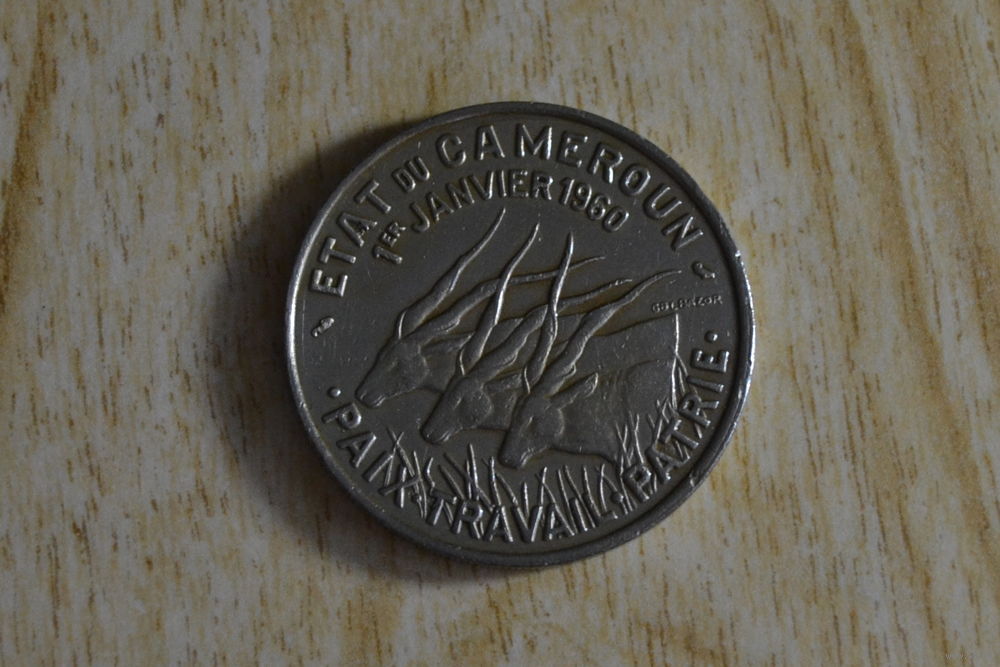 ETAT DU CAMEROUN
1ER JANVIER 1960
· PAIX · TRAVAIL · PATRIE ·